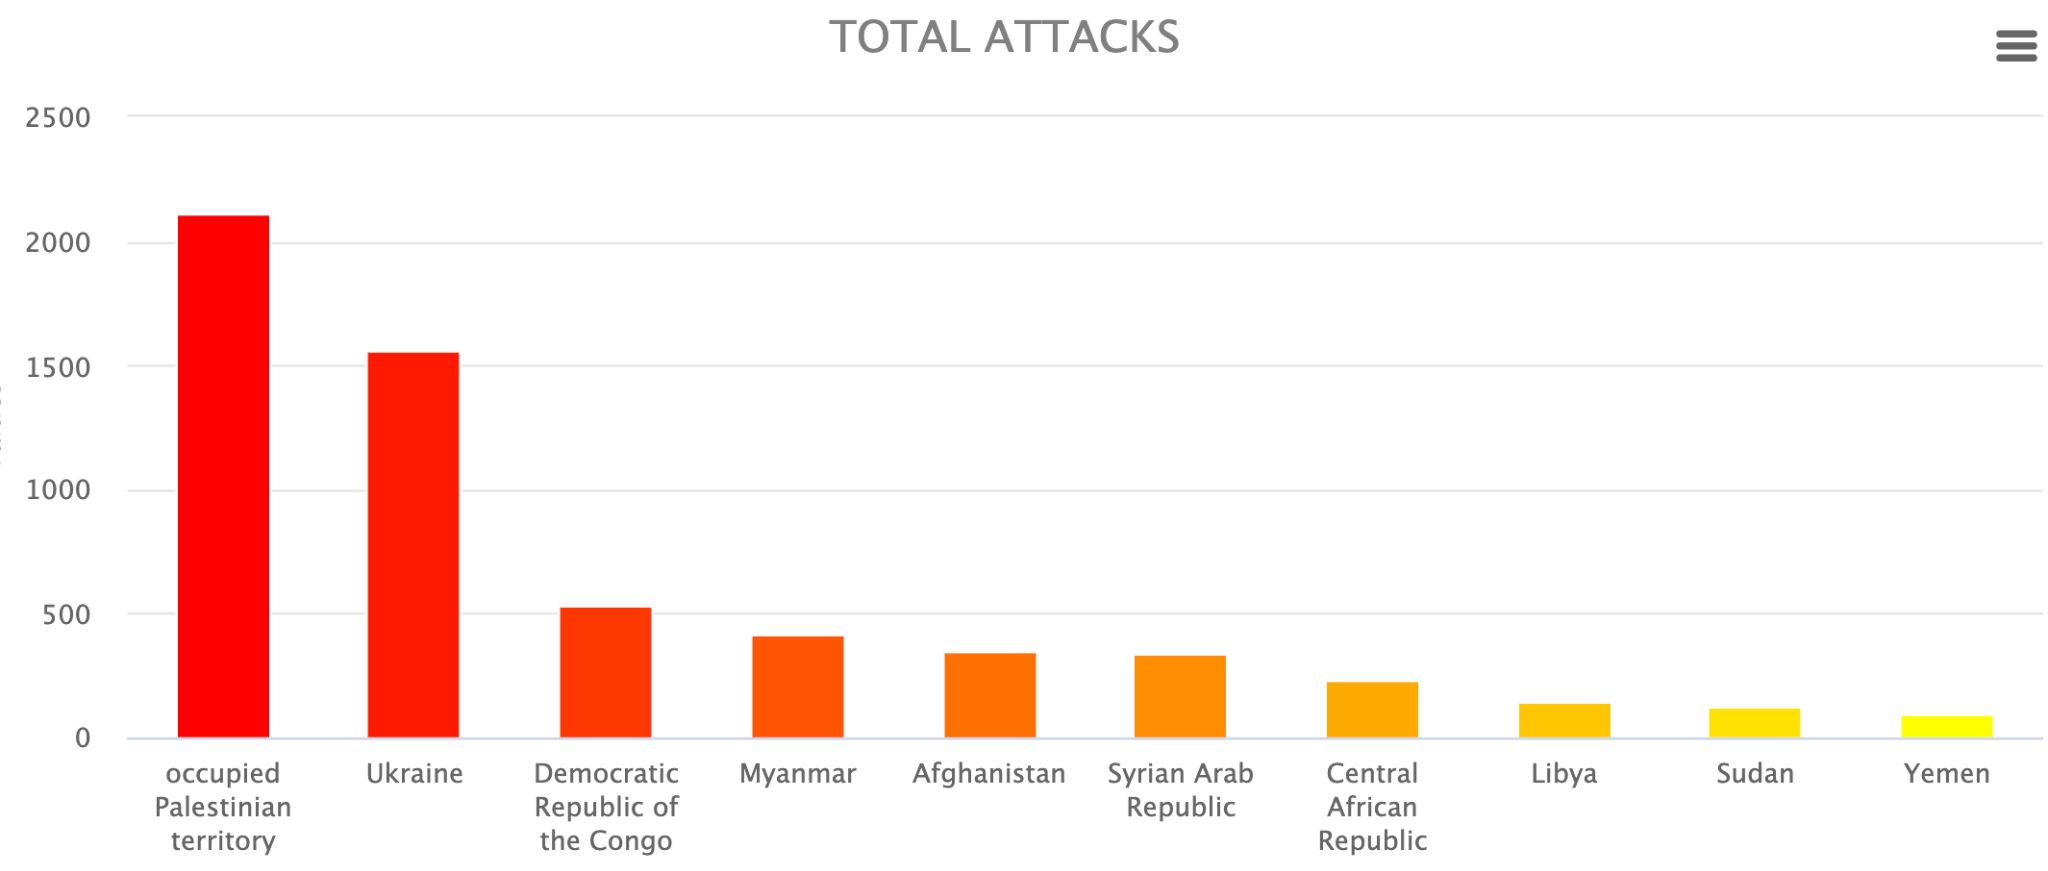 TOTAL ATTACKS
2500
2000
1500
1000
500
0
occupied
Palestinian
territory
Ukraine
Democratic
Republic of
the Congo
Myanmar
Afghanistan
Syrian Arab
Republic
Central
African
Republic
Libya
Sudan
Yemen